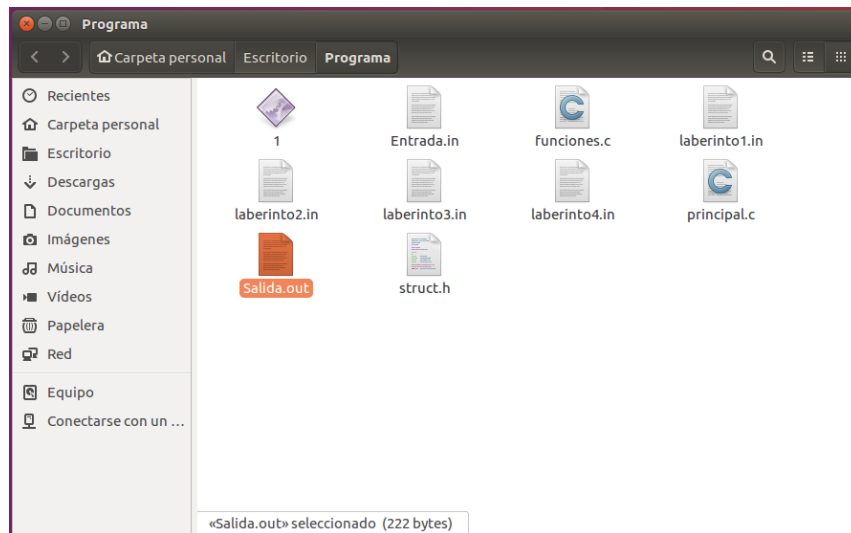 Programa
Carpeta personal Escritorio Programa
Recientes
Carpeta personal
Escritorio
Descargas
Documentos
Imágenes
Música
Vídeos
Papelera
Red
Equipo
Conectarse con un ...
1 Entrada.in funciones.c laberinto1.in
laberinto2.in laberinto3.in laberinto4.in principal.c
Salida.out struct.h
«Salida.out» seleccionado (222 bytes)